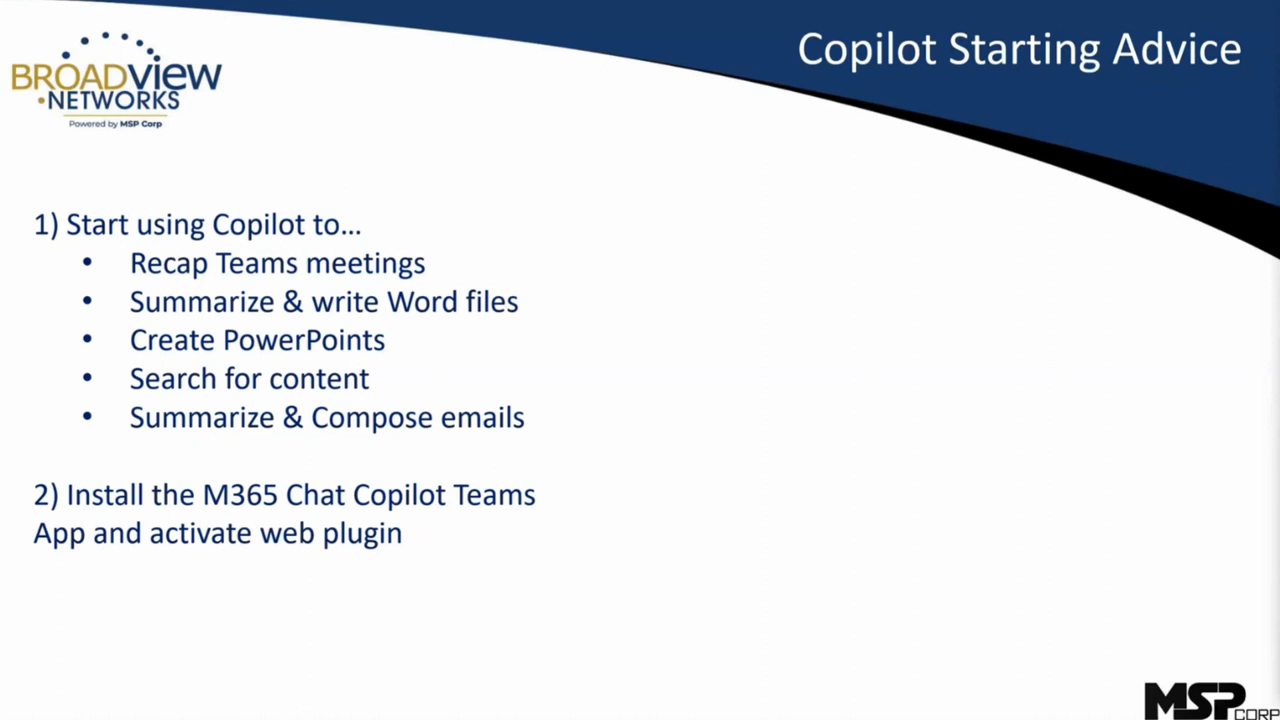 Copilot Starting Advice
BROADVIEW
NETWORKS
Powered by MSP Corp
1) Start using Copilot to...
• Recap Teams meetings
• Summarize & write Word files
• Create PowerPoints
• Search for content
• Summarize & Compose emails
2) Install the M365 Chat Copilot Teams
App and activate web plugin
MSP
CORP